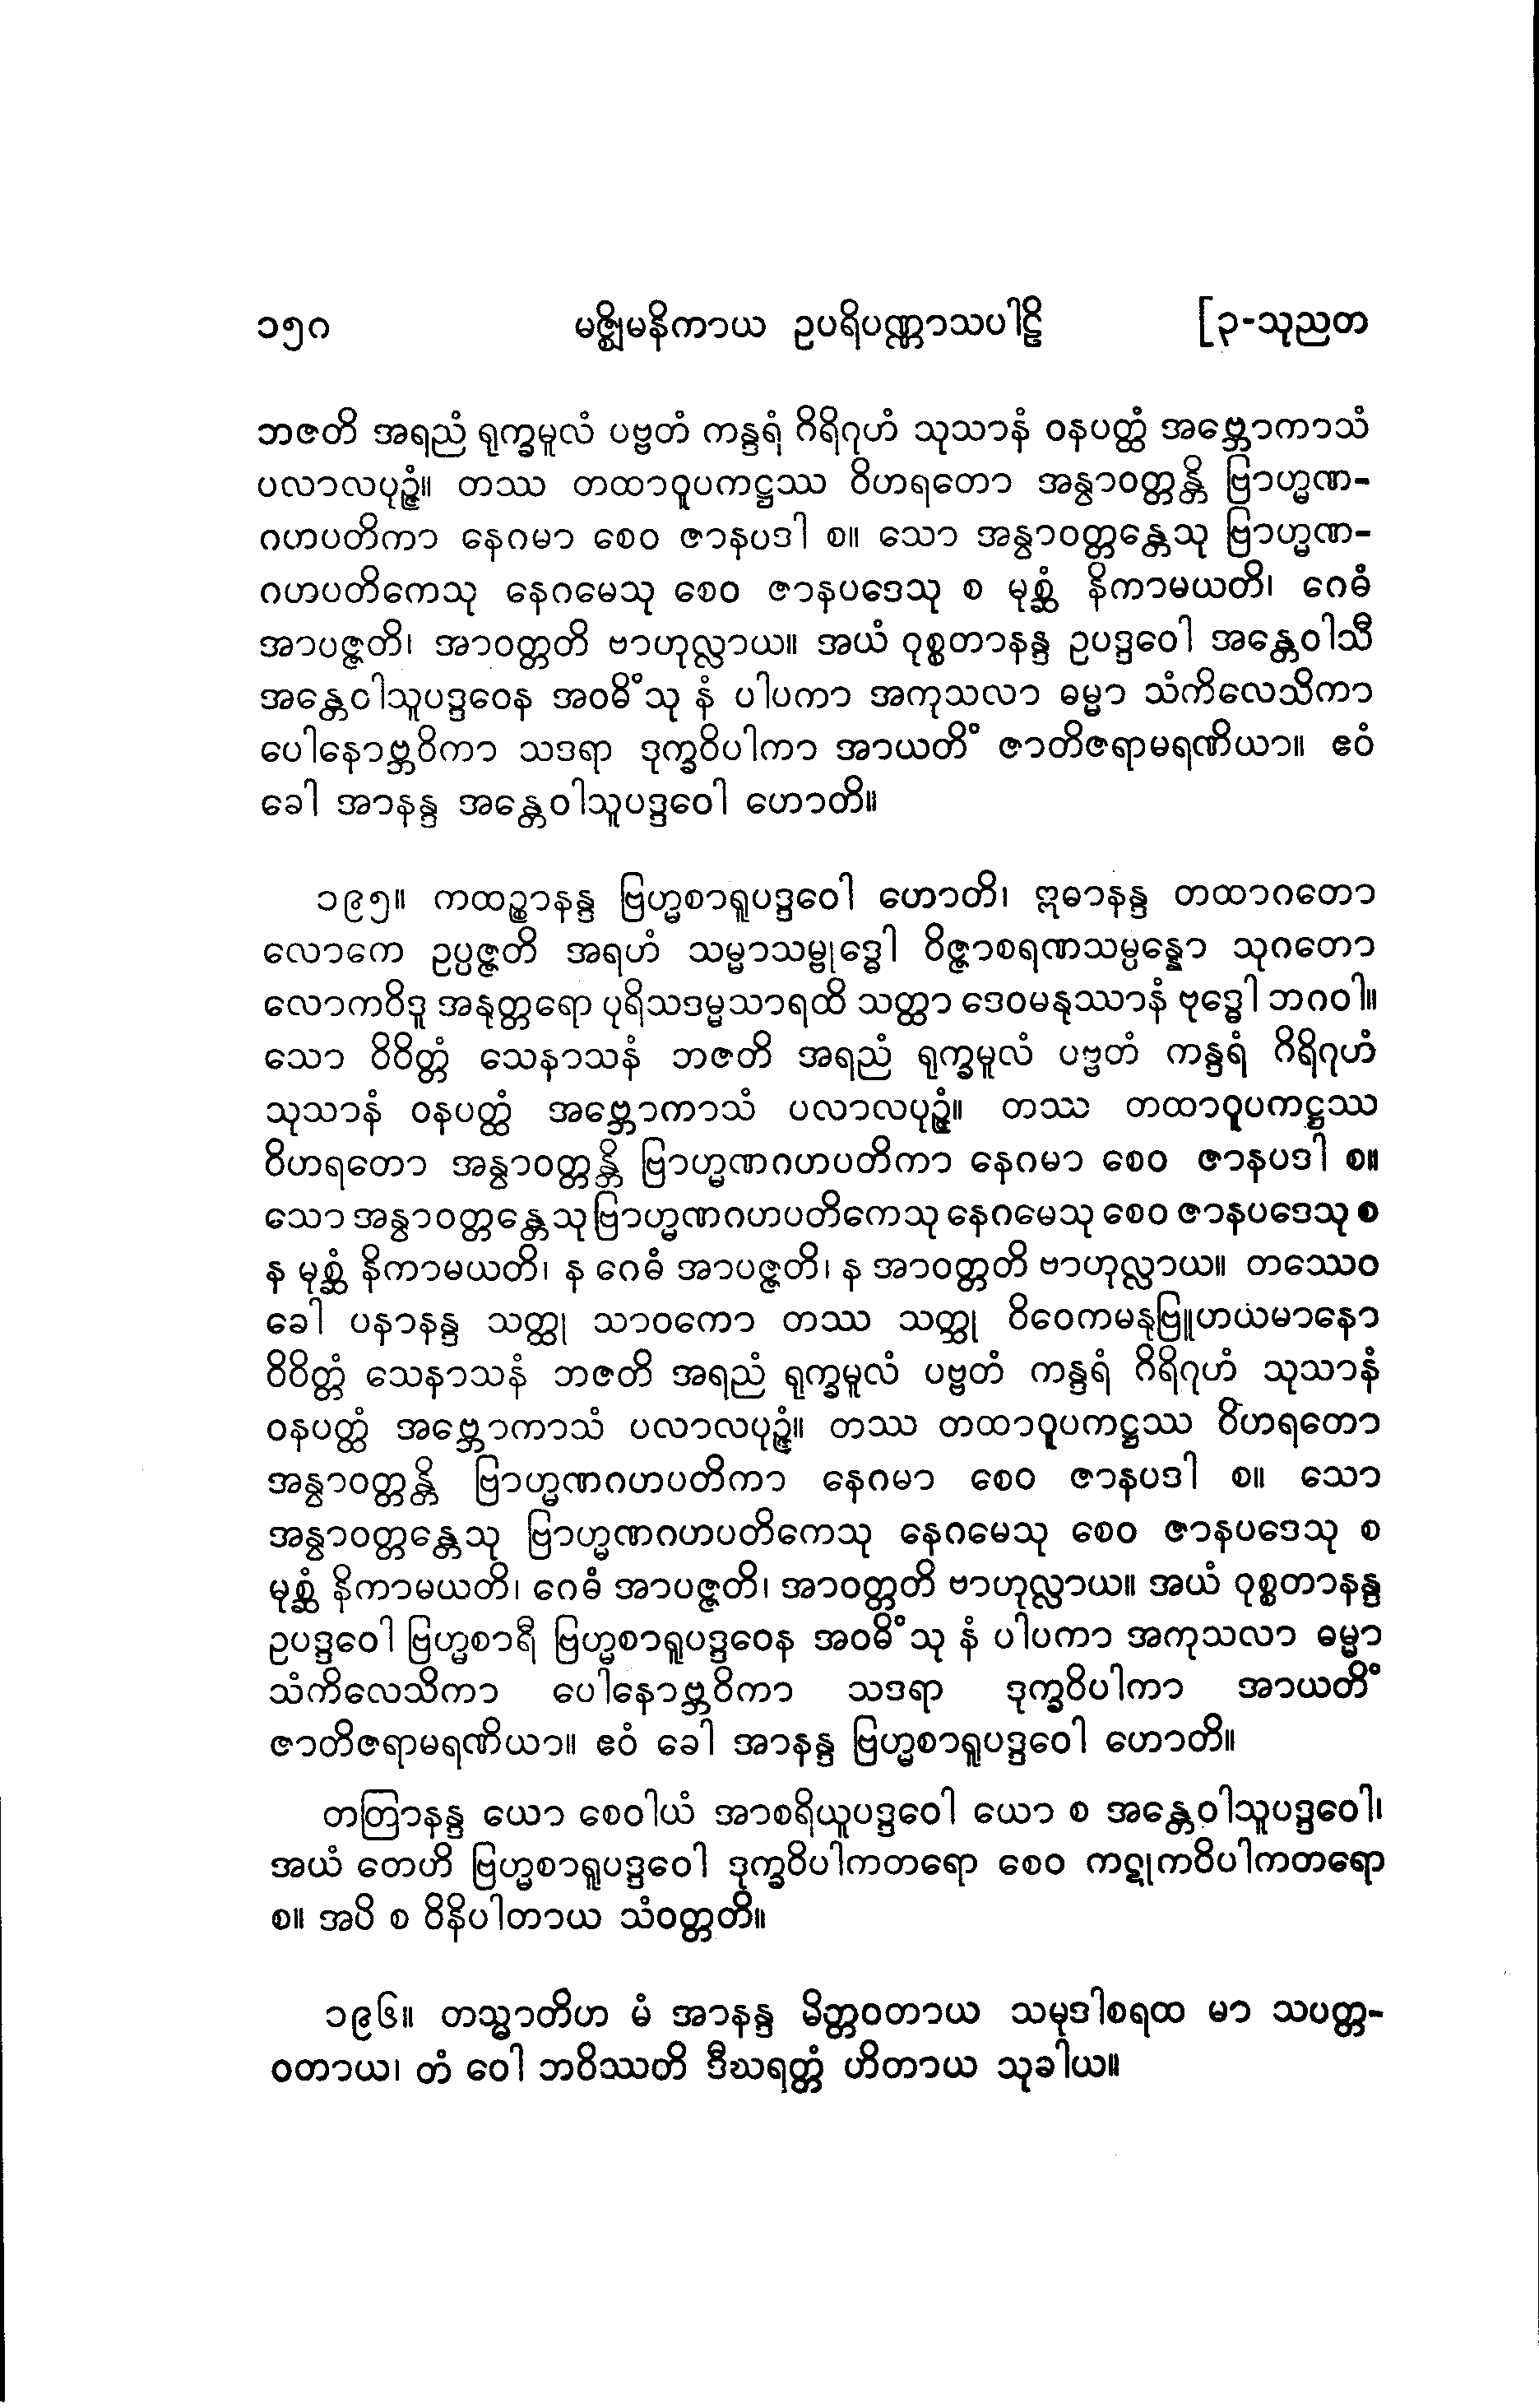 ၁၅၈ မဇ္ဈိမနိကာယ ဥပရိပဏ္ဏာသပါဠိ [၃-သုညတ
ဘဇတိ အရညံ ရုက္ခမူလံ ပဗ္ဗတံ ကန္ဒရံ ဂိရိဂုဟံ သုသာနံ ဝနပတ္ထံ အဗ္ဘောကာသံ
ပလာလပုဉ္ဇံ။ တဿ တထာဝူပကဋ္ဌဿ ဝိဟရတော အနွာဝတ္တန္တိ ဗြာဟ္မဏ-
ဂဟပတိကာ နေဂမာ စေဝ ဇာနပဒါ စ။ သော အနွာဝတ္တန္တေသု ဗြာဟ္မဏ-
ဂဟပတိကေသု နေဂမေသု စေဝ ဇာနပဒေသု စ မုစ္ဆံ နိကာမယတိ၊ ဂေဓံ
အာပဇ္ဇတိ၊ အာဝတ္တတိ ဗာဟုလ္လာယ။ အယံ ဝုစ္စတာနန္ဒ ဥပဒ္ဒဝေါ အန္တေဝါသီ
အန္တေဝါသူပဒ္ဒဝေန အဝဓိံသု နံ ပါပကာ အကုသလာ ဓမ္မာ သံကိလေသိကာ
ပေါနောဗ္ဘဝိကာ သဒရာ ဒုက္ခဝိပါကာ အာယတိံ ဇာတိဇရာမရဏိယာ။ ဧဝံ
ခေါ အာနန္ဒ အန္တေဝါသူပဒ္ဒဝေါ ဟောတိ။
၁၉၅။ ကထဉ္စာနန္ဒ ဗြဟ္မစာရူပဒ္ဒဝေါ ဟောတိ၊ ဣဓာနန္ဒ တထာဂတော
လောကေ ဥပ္ပဇ္ဇတိ အရဟံ သမ္မာသမ္ဗုဒ္ဓေါ ဝိဇ္ဇာစရဏသမ္ပန္နော သုဂတော
လောကဝိဒူ အနုတ္တရော ပုရိသဒမ္မသာရထိ သတ္ထာ ဒေဝမနုဿာနံ ဗုဒ္ဓေါ ဘဂဝါ။
သော ဝိဝိတ္တံ သေနာသနံ ဘဇတိ အရညံ ရုက္ခမူလံ ပဗ္ဗတံ ကန္ဒရံ ဂိရိဂုဟံ
သုသာနံ ဝနပတ္ထံ အဗ္ဘောကာသံ ပလာလပုဉ္ဇံ။ တဿ တထာဝူပကဋ္ဌဿ
ဝိဟရတော အနွာဝတ္တန္တိ ဗြာဟ္မဏဂဟပတိကာ နေဂမာ စေဝ ဇာနပဒါ စ။
သော အနွာဝတ္တန္တေသု ဗြာဟ္မဏဂဟပတိကေသု နေဂမေသု စေဝ ဇာနပဒေသု စ
န မုစ္ဆံ နိကာမယတိ၊ န ဂေဓံ အာပဇ္ဇတိ၊ န အာဝတ္တတိ ဗာဟုလ္လာယ။ တဿေဝ
ခေါ ပနာနန္ဒ သတ္ထု သာဝကော တဿ သတ္ထု ဝိဝေကမနုဗြူဟယမာနော
ဝိဝိတ္တံ သေနာသနံ ဘဇတိ အရညံ ရုက္ခမူလံ ပဗ္ဗတံ ကန္ဒရံ ဂိရိဂုဟံ သုသာနံ
ဝနပတ္ထံ အဗ္ဘောကာသံ ပလာလပုဉ္ဇံ။ တဿ တထာဝူပကဋ္ဌဿ ဝိဟရတော
အနွာဝတ္တန္တိ ဗြာဟ္မဏဂဟပတိကာ နေဂမာ စေဝ ဇာနပဒါ စ။ သော
အနွာဝတ္တန္တေသု ဗြာဟ္မဏဂဟပတိကေသု နေဂမေသု စေဝ ဇာနပဒေသု စ
မုစ္ဆံ နိကာမယတိ၊ ဂေဓံ အာပဇ္ဇတိ၊ အာဝတ္တတိ ဗာဟုလ္လာယ။ အယံ ဝုစ္စတာနန္ဒ
ဥပဒ္ဒဝေါ ဗြဟ္မစာရီ ဗြဟ္မစာရူပဒ္ဒဝေန အဝဓိံသု နံ ပါပကာ အကုသလာ ဓမ္မာ
သံကိလေသိကာ ပေါနောဗ္ဘဝိကာ သဒရာ ဒုက္ခဝိပါကာ အာယတိံ
ဇာတိဇရာမရဏိယာ။ ဧဝံ ခေါ အာနန္ဒ ဗြဟ္မစာရူပဒ္ဒဝေါ ဟောတိ။
တတြာနန္ဒ ယော စေဝါယံ အာစရိယူပဒ္ဒဝေါ ယော စ အန္တေဝါသူပဒ္ဒဝေါ၊
အယံ တေဟိ ဗြဟ္မစာရူပဒ္ဒဝေါ ဒုက္ခဝိပါကတရော စေဝ ကဋုကဝိပါကတရော
စ။ အပိ စ ဝိနိပါတာယ သံဝတ္တတိ။
၁၉၆။ တသ္မာတိဟ မံ အာနန္ဒ မိတ္တဝတာယ သမုဒါစရထ မာ သပတ္တ-
ဝတာယ၊ တံ ဝေါ ဘဝိဿတိ ဒီဃရတ္တံ ဟိတာယ သုခါယ။